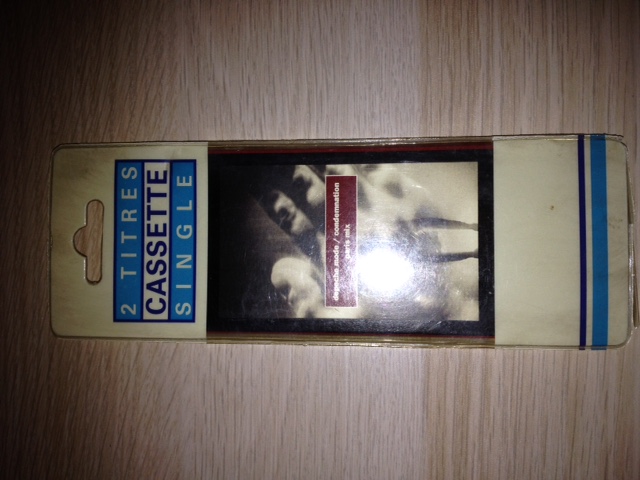 2 TITRES
CASSETTE
SINGLE
depeche mode / condemnation
paris mix